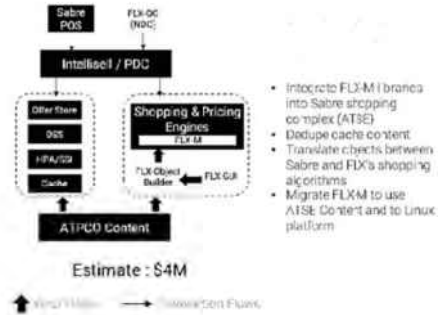 Sabre
POS
FLX-OC
(NDC)
Intellisell / PDC
Offer Store
DSS
Cache
Shopping & Pricing
Engines
FLX-M
FLX-Object
Builder
FLX-GUI
ATPCO Content
Estimate : $4M
• Integrate FLX-M
into Sabre shopping
complex (ATSE)
• Dedupe cache content
• Translate objects between
Sabre and FLX's shopping
algorithms
• Migrate FLX-M to use
ATSE Content and to Linux
platform
Flows